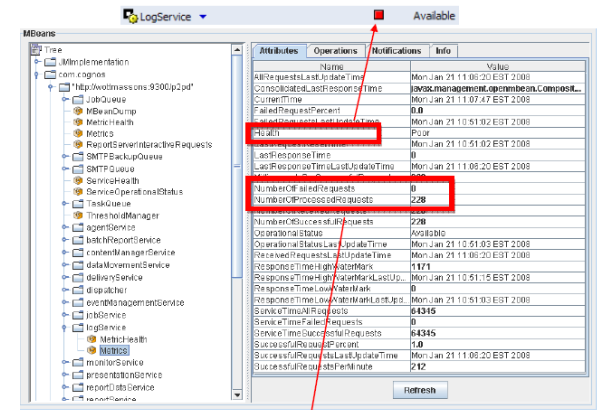 LogService Available
MBeans
Tree
JMImplementation
com.cognos
"http://wottmassons:9300/p2pd"
JobQueue
MBeanDump
MetricHealth
Metrics
ReportServerInteractiveRequests
SMTPBackupQueue
SMTPQueue
ServiceHealth
ServiceOperationalStatus
TaskQueue
ThresholdManager
agentService
batchReportService
contentManagerService
dataMovementService
deliveryService
dispatcher
eventManagementService
jobService
logService
MetricHealth
Metrics
monitorService
presentationService
reportDataService
reportService
Attributes Operations Notifications Info
Name Value
AllRequestsLastUpdateTime Mon Jan 21 11:06:20 EST 2008
ConsolidatedLastResponseTime javax.management.openmbean.Composit...
CurrentTime Mon Jan 21 11:07:47 EST 2008
FailedRequestPercent 0.0
FailedRequestsLastUpdateTime Mon Jan 21 10:51:02 EST 2008
Health Poor
LastRequestResetTime Mon Jan 21 10:51:02 EST 2008
LastResponseTime 0
LastResponseTimeLastUpdateTime Mon Jan 21 11:06:20 EST 2008
NumberOfFailedRequests 0
NumberOfProcessedRequests 228
NumberOfReceivedRequests 228
NumberOfSuccessfulRequests 228
OperationalStatus Available
OperationalStatusLastUpdateTime Mon Jan 21 10:51:03 EST 2008
ReceivedRequestsLastUpdateTime Mon Jan 21 11:06:20 EST 2008
ResponseTimeHighWaterMark 1171
ResponseTimeHighWaterMarkLastUp... Mon Jan 21 10:51:15 EST 2008
ResponseTimeLowWaterMark 0
ResponseTimeLowWaterMarkLastUpd... Mon Jan 21 10:51:03 EST 2008
ServiceTimeAllRequests 64345
ServiceTimeFailedRequests 0
ServiceTimeSuccessfulRequests 64345
SuccessfulRequestPercent 1.0
SuccessfulRequestsLastUpdateTime Mon Jan 21 11:06:20 EST 2008
SuccessfulRequestsPerMinute 212
Refresh